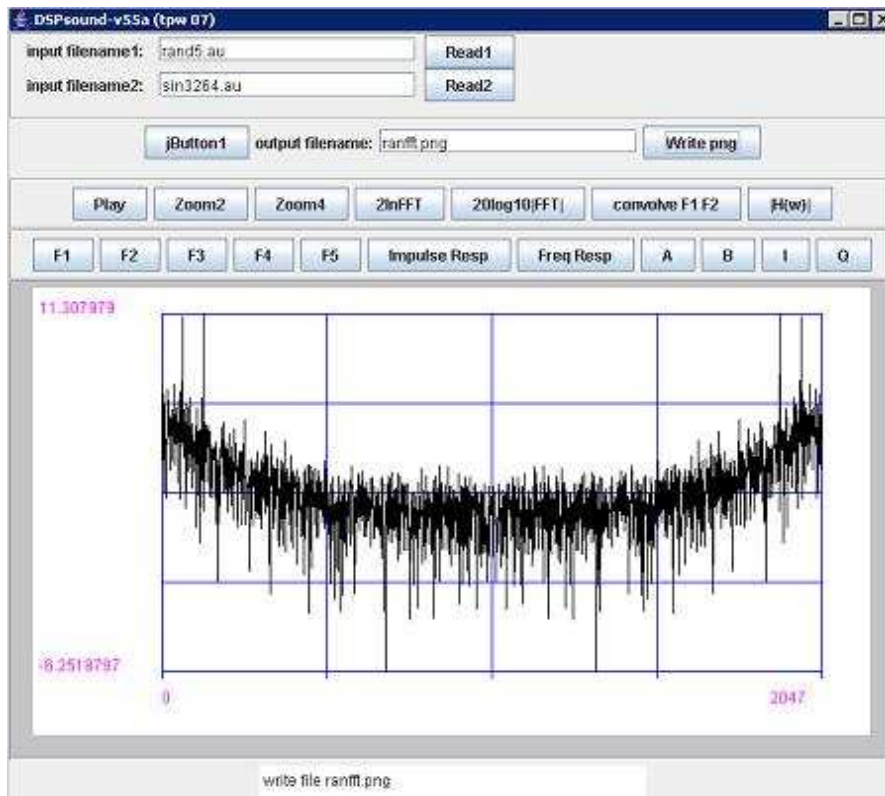 DSPsound-v55a (tpw 07)
input filename1: rand5.au Read1
input filename2: sin3264.au Read2
jButton1 output filename: ranfft.png Write png
Play Zoom2 Zoom4 2lnFFT 20log10|FFT| convolve F1 F2 |H(w)|
F1 F2 F3 F4 F5 Impulse Resp Freq Resp A B I Q
11.307979
-8.2519797
0 2047
write file ranfft.png